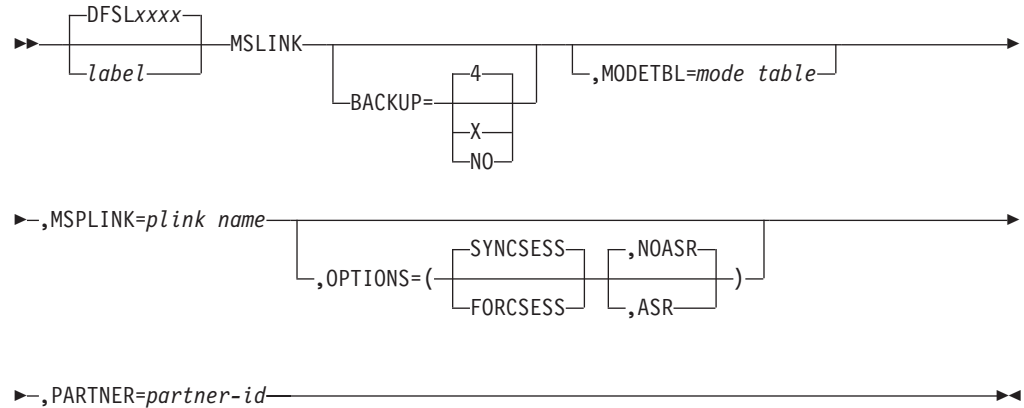 DFSLxxxx
MSLINK
label
4
,MODETBL=mode table
BACKUP=
X
NO
,MSPLINK=plink name
SYNCSESS
,NOASR
,OPTIONS=(
)
FORCSESS
,ASR
,PARTNER=partner-id